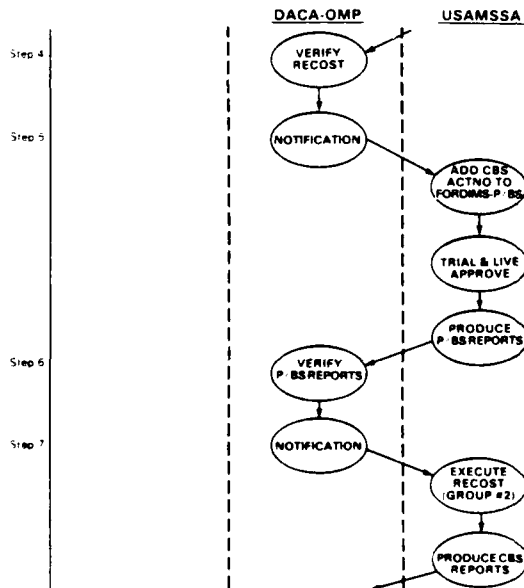 DACA-OMP
USAMSSA
Step 4
VERIFY
RECOST
Step 5
NOTIFICATION
ADD CBS
ACTNO TO
FORDIMS-P/BS
TRIAL & LIVE
APPROVE
PRODUCE
P/BS REPORTS
Step 6
VERIFY
P/BS REPORTS
Step 7
NOTIFICATION
EXECUTE
RECOST
(GROUP #2)
PRODUCE CBS
REPORTS